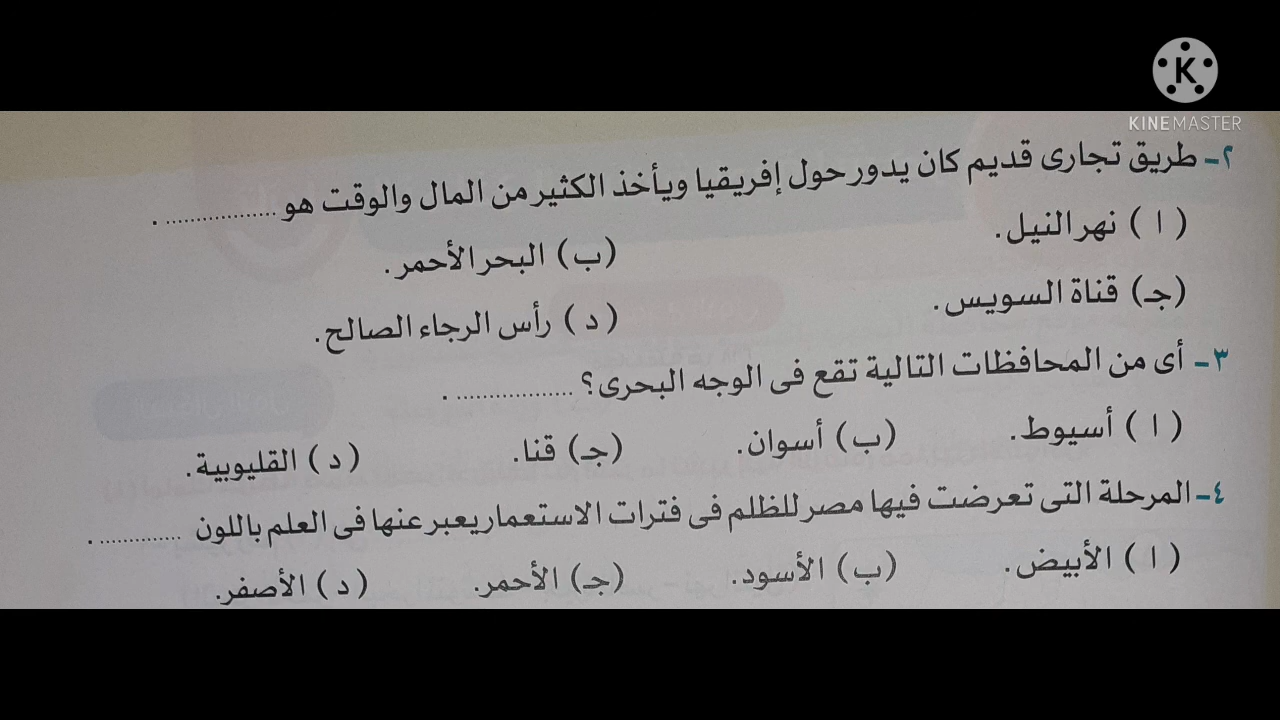 K
KINEMASTER
٢- طريق تجارى قديم كان يدور حول إفريقيا ويأخذ الكثير من المال والوقت هو .................. .
( ا ) نهر النيل. (ب) البحر الأحمر.
(جـ) قناة السويس. ( د ) رأس الرجاء الصالح.
٣- أى من المحافظات التالية تقع فى الوجه البحرى؟ .................. .
( ا ) أسيوط. (ب) أسوان. (جـ) قنا. ( د ) القليوبية.
٤- المرحلة التى تعرضت فيها مصر للظلم فى فترات الاستعمار يعبر عنها فى العلم باللون ............. .
( ا ) الأبيض. (ب) الأسود. (جـ) الأحمر. ( د ) الأصفر.